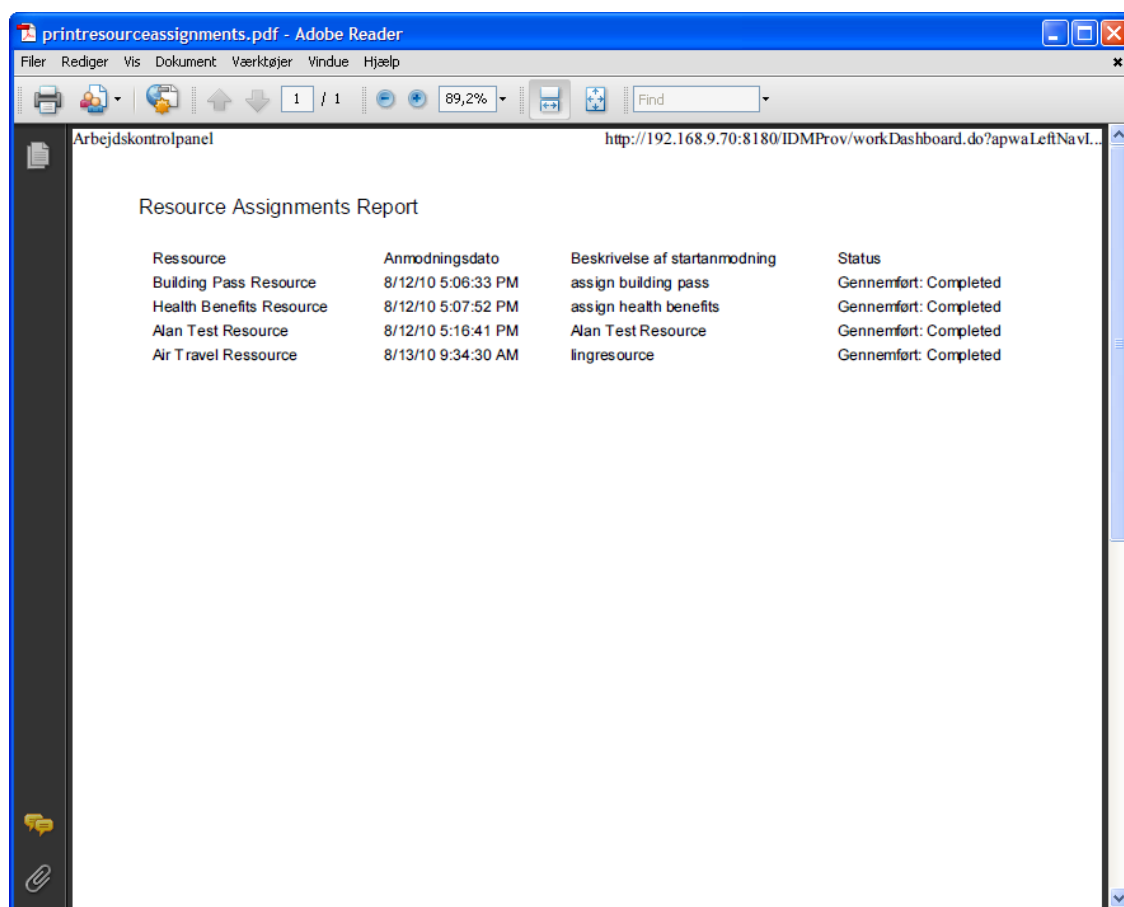 printresourceassignments.pdf - Adobe Reader
Filer Rediger Vis Dokument Værktøjer Vindue Hjælp
1 / 1 89,2% Find
Arbejdskontrolpanel http://192.168.9.70:8180/IDMProv/workDashboard.do?apwaLeftNavI...
Resource Assignments Report
Ressource Anmodningsdato Beskrivelse af startanmodning Status
Building Pass Resource 8/12/10 5:06:33 PM assign building pass Gennemført: Completed
Health Benefits Resource 8/12/10 5:07:52 PM assign health benefits Gennemført: Completed
Alan Test Resource 8/12/10 5:16:41 PM Alan Test Resource Gennemført: Completed
Air Travel Ressource 8/13/10 9:34:30 AM lingresource Gennemført: Completed